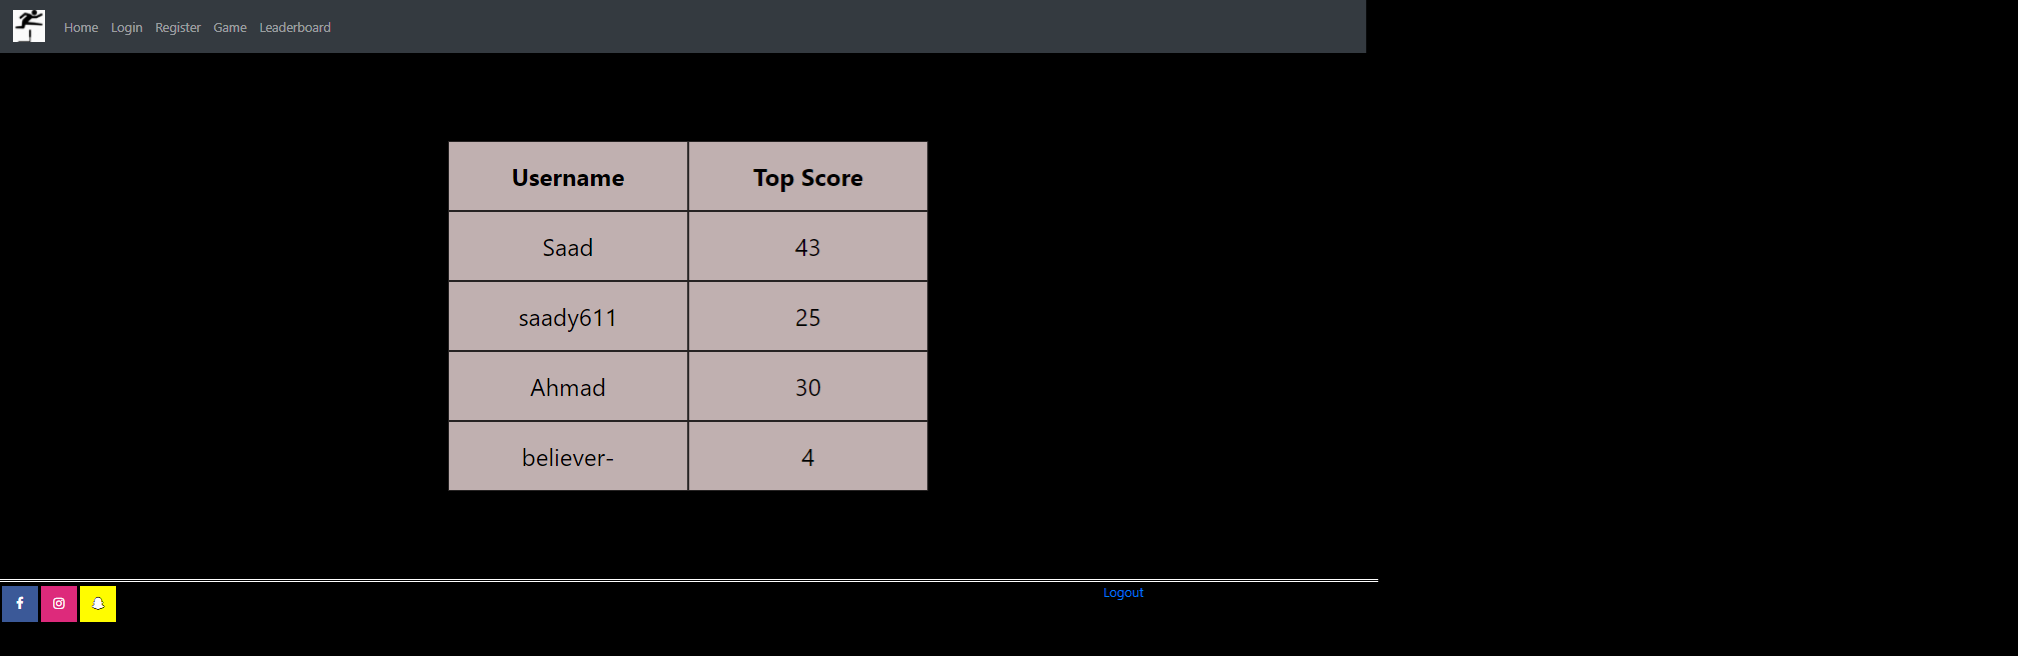 Home Login Register Game Leaderboard
Username Top Score
Saad 43
saady611 25
Ahmad 30
believer- 4
Logout